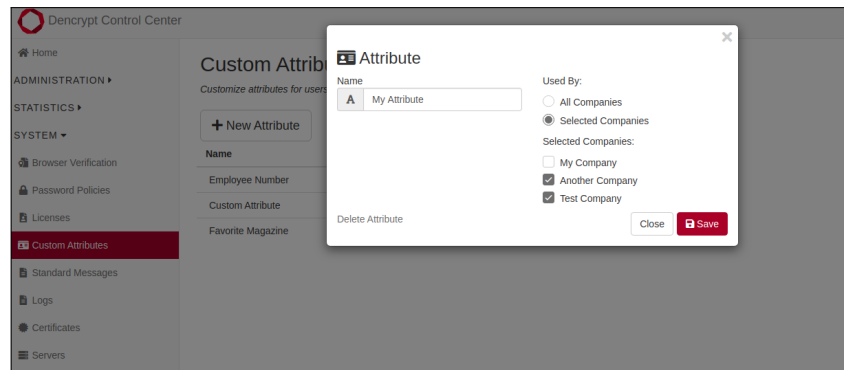 Dencrypt Control Center
Home
ADMINISTRATION
STATISTICS
SYSTEM
Browser Verification
Password Policies
Licenses
Custom Attributes
Standard Messages
Logs
Certificates
Servers
Custom Attrib
Customize attributes for users
New Attribute
Name
Employee Number
Custom Attribute
Favorite Magazine
Attribute
Name
A My Attribute
Delete Attribute
Used By:
All Companies
Selected Companies
Selected Companies:
My Company
Another Company
Test Company
Close
Save